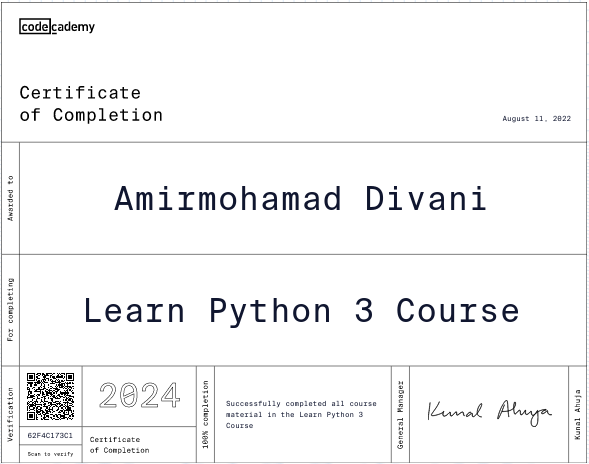 codecademy
Certificate
of Completion
August 11, 2022
Awarded to
Amirmohamad Divani
For completing
Learn Python 3 Course
Verification
62F4C173C1
Scan to verify
2024
Certificate
of Completion
100% completion
Successfully completed all course
material in the Learn Python 3
Course
General Manager
Kunal Ahuja
Kunal Ahuja